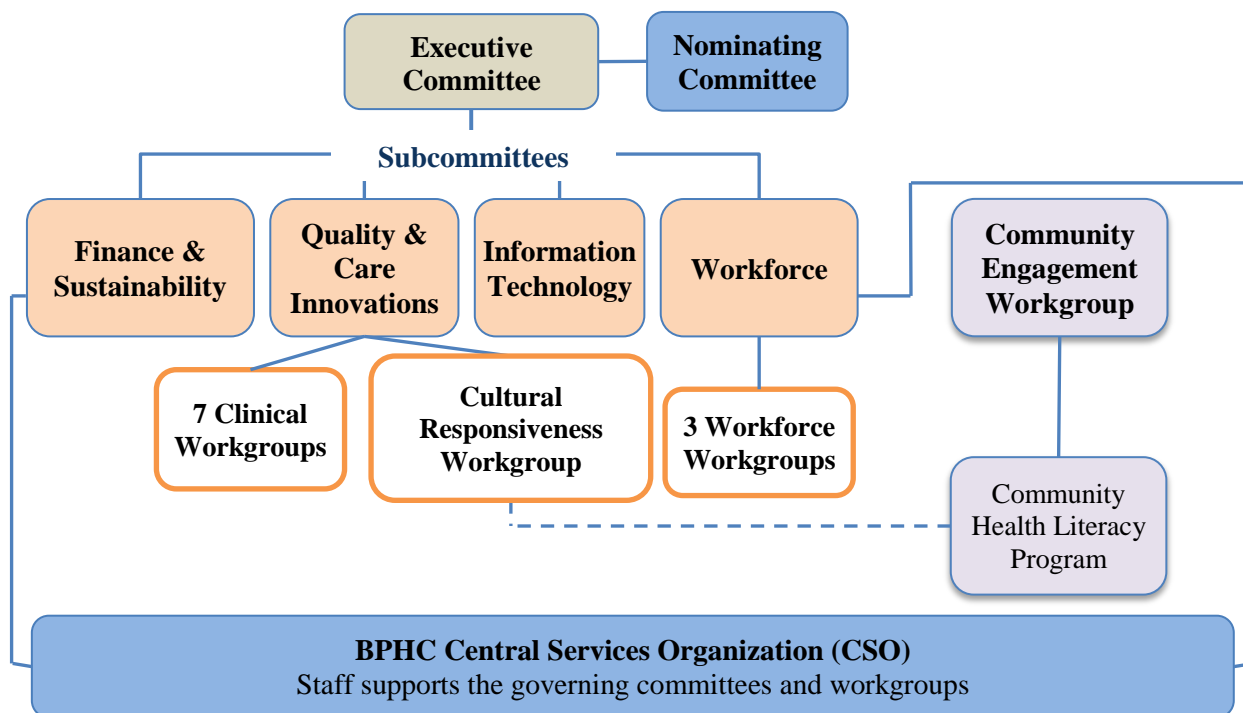 Executive
Committee
Nominating
Committee
Subcommittees
Finance &
Sustainability
Quality &
Care
Innovations
Information
Technology
Workforce
Community
Engagement
Workgroup
7 Clinical
Workgroups
Cultural
Responsiveness
Workgroup
3 Workforce
Workgroups
Community
Health Literacy
Program
BPHC Central Services Organization (CSO)
Staff supports the governing committees and workgroups